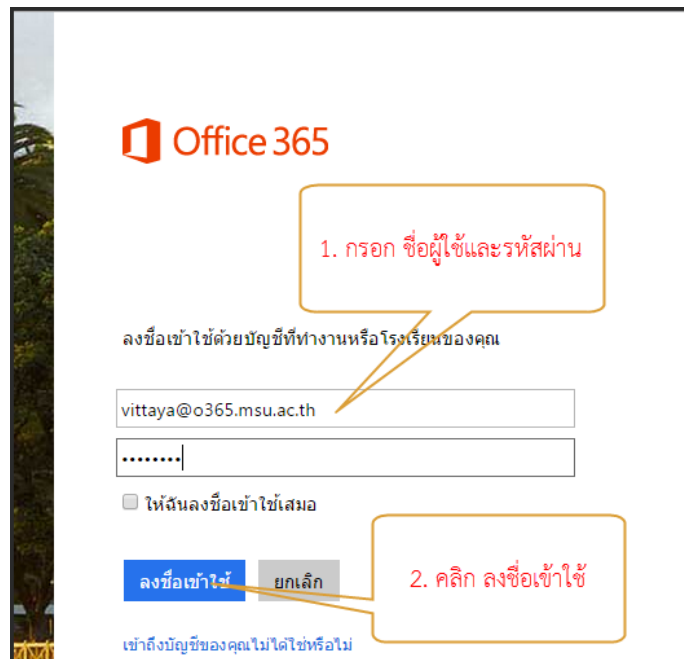 Office 365
1. กรอก ชื่อผู้ใช้และรหัสผ่าน
ลงชื่อเข้าใช้ด้วยบัญชีที่ทำงานหรือโรงเรียนของคุณ
vittaya@o365.msu.ac.th
••••••••
ให้ฉันลงชื่อเข้าใช้เสมอ
ลงชื่อเข้าใช้ ยกเลิก
2. คลิก ลงชื่อเข้าใช้
เข้าถึงบัญชีของคุณไม่ได้ใช่หรือไม่